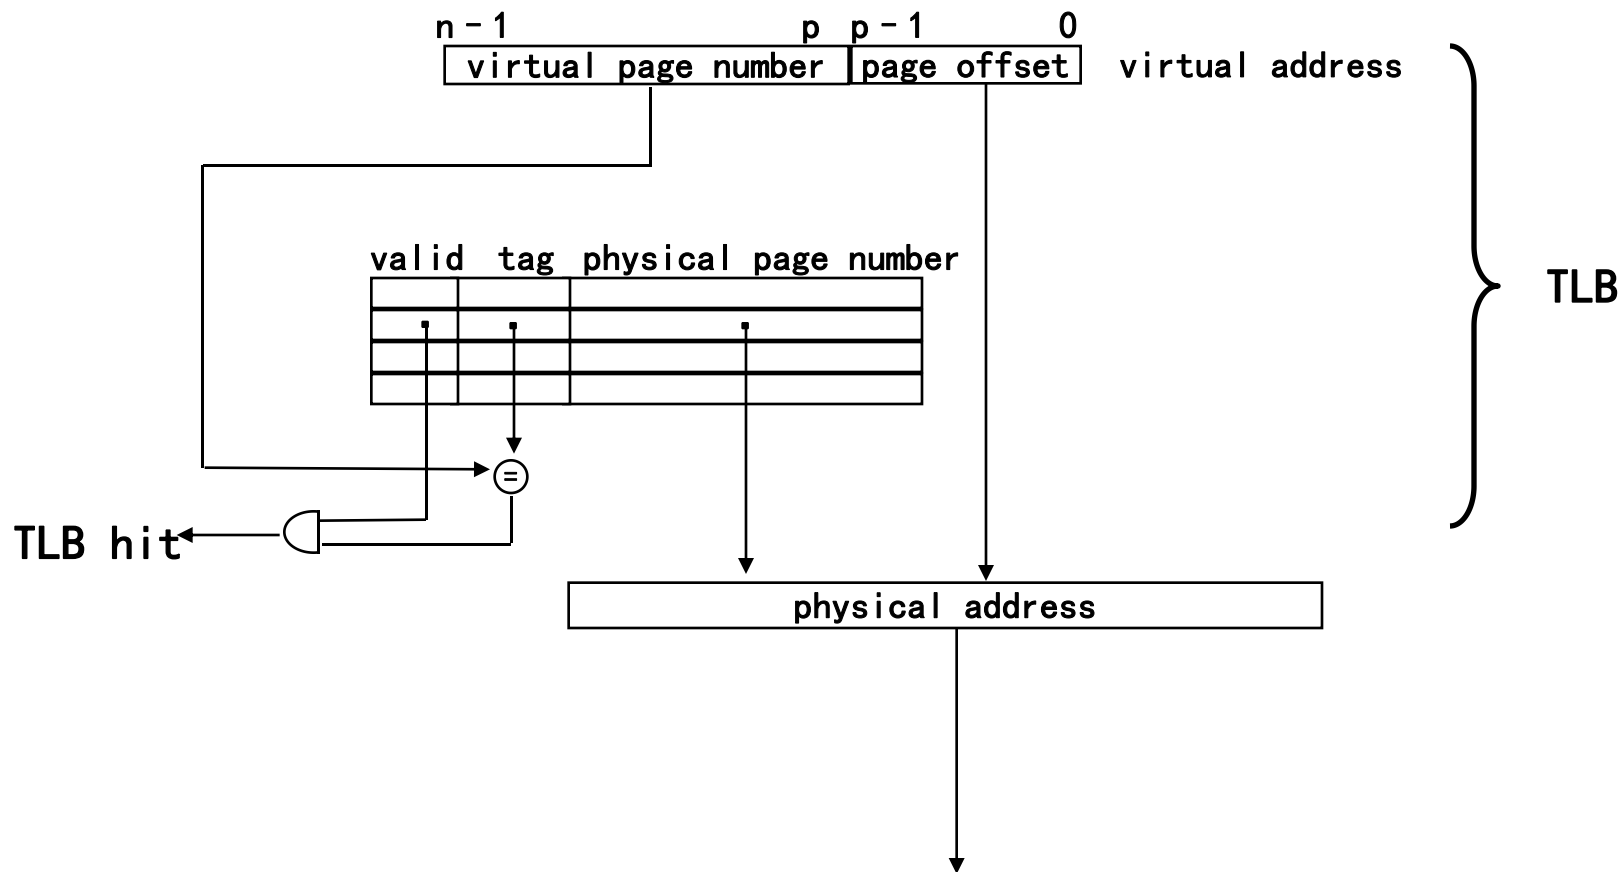 n-1 p p-1 0
virtual page number page offset virtual address
valid tag physical page number
TLB
=
TLB hit
physical address